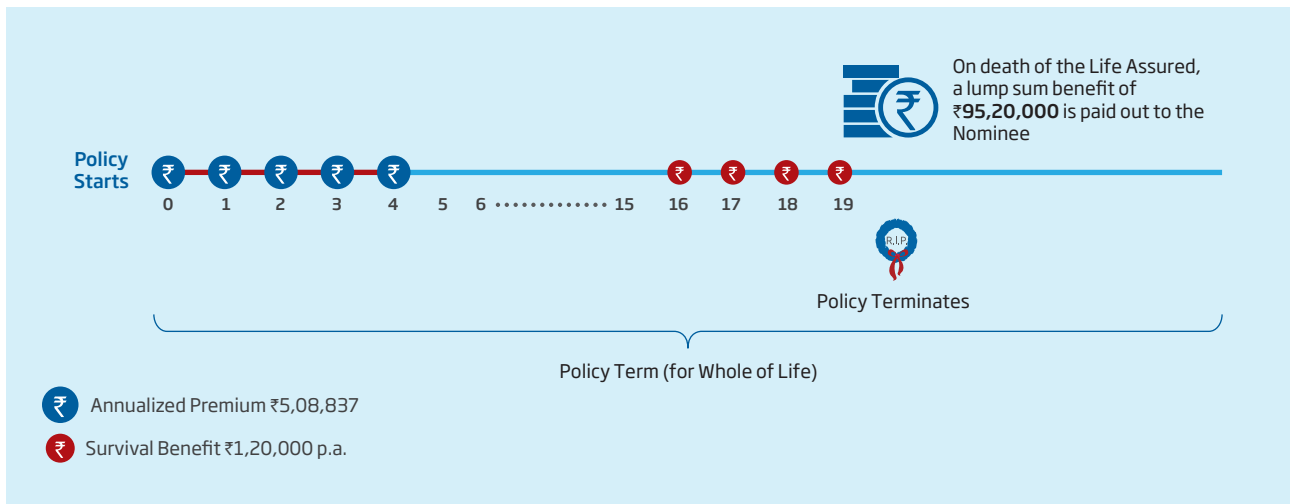 On death of the Life Assured,
a lump sum benefit of
₹95,20,000 is paid out to the
Nominee
Policy
Starts
₹ ₹ ₹ ₹ ₹ ₹ ₹ ₹ ₹
0 1 2 3 4 5 6 ............. 15 16 17 18 19
R.I.P.
Policy Terminates
Policy Term (for Whole of Life)
₹ Annualized Premium ₹5,08,837
₹ Survival Benefit ₹1,20,000 p.a.